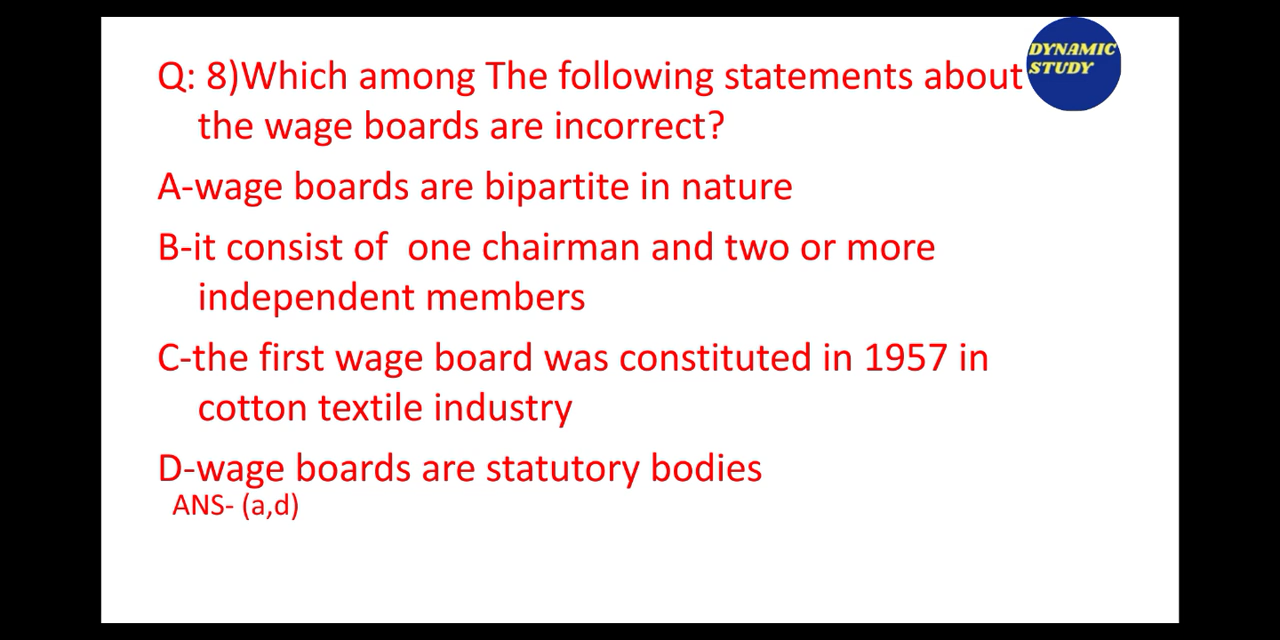 DYNAMIC
STUDY
Q: 8)Which among The following statements about
the wage boards are incorrect?
A-wage boards are bipartite in nature
B-it consist of  one chairman and two or more
independent members
C-the first wage board was constituted in 1957 in
cotton textile industry
D-wage boards are statutory bodies
ANS- (a,d)